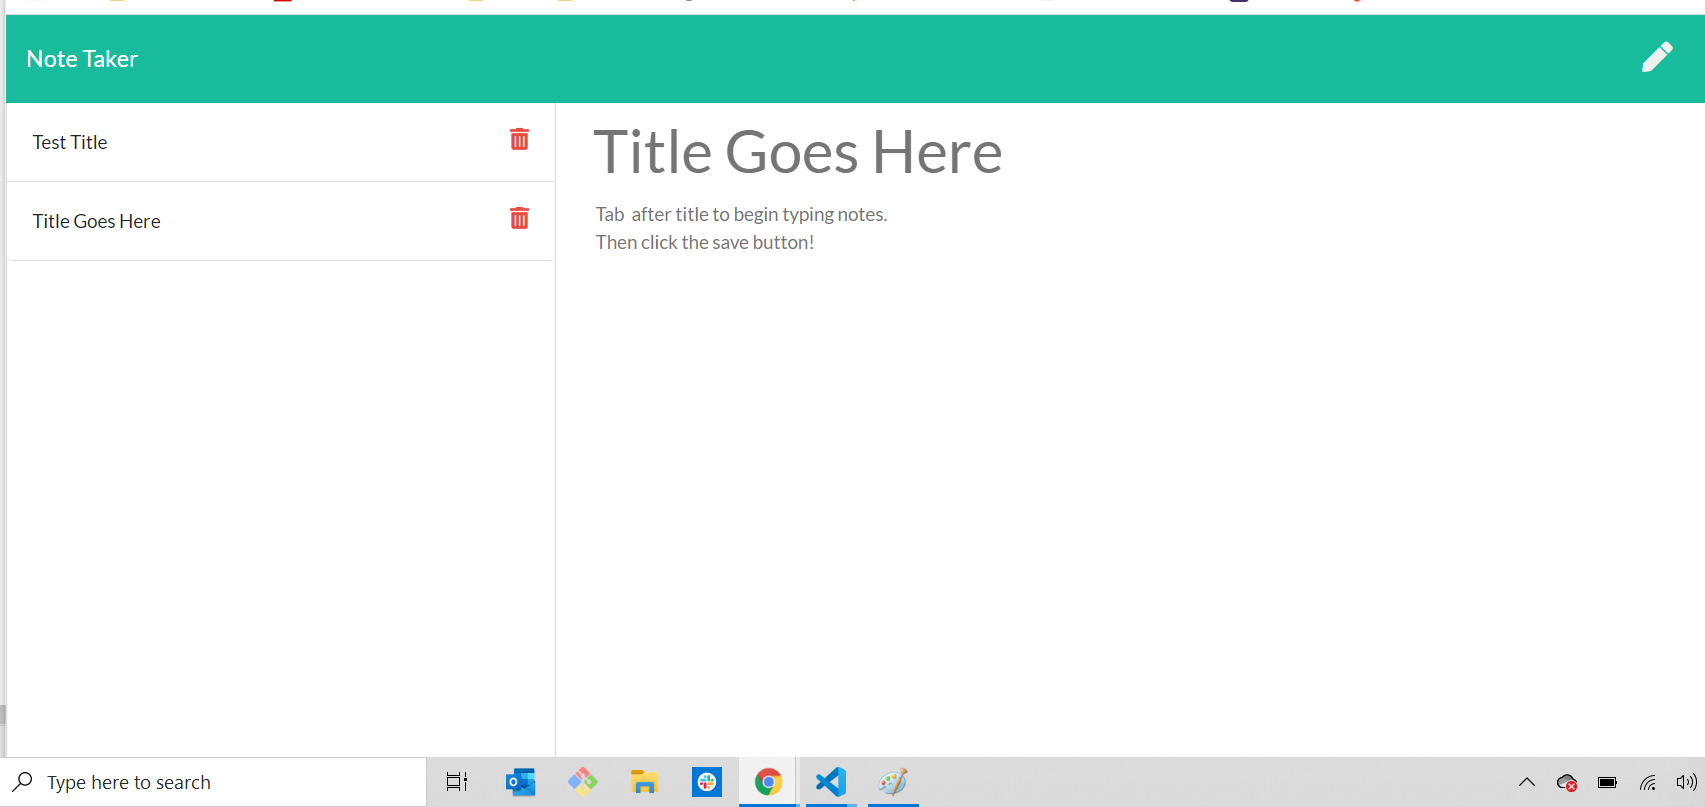 Note Taker
Test Title
Title Goes Here
Title Goes Here
Tab  after title to begin typing notes.
Then click the save button!
Type here to search